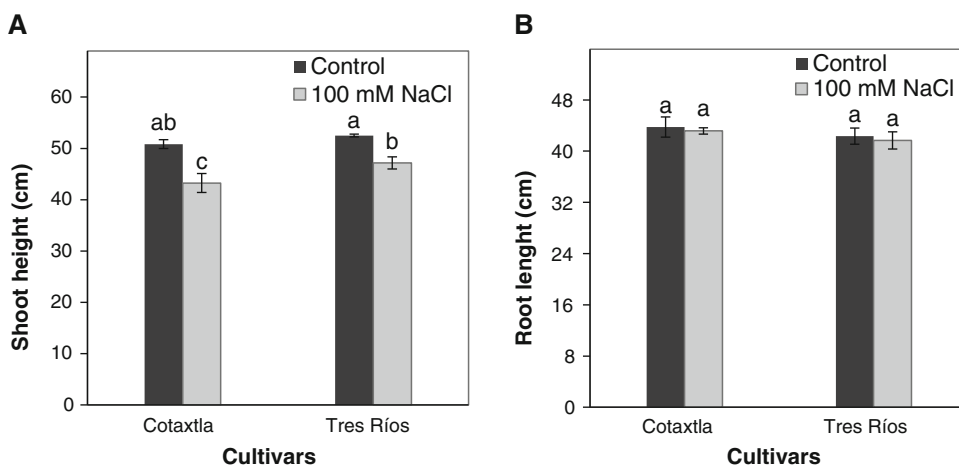 A
Shoot height (cm)
60
50
40
30
20
10
0
Control
100 mM NaCl
ab
c
a
b
Cotaxtla
Tres Ríos
Cultivars
B
Root lenght (cm)
48
42
32
24
16
8
0
Control
100 mM NaCl
a
a
a
a
Cotaxtla
Tres Ríos
Cultivars